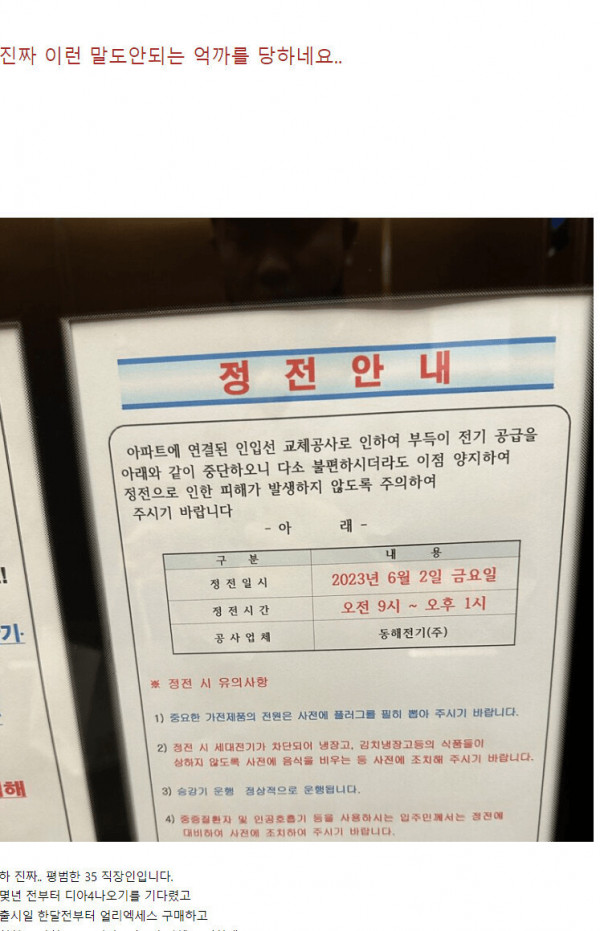 진짜 이런 말도안되는 억까를 당하네요..
정 전 안 내
아파트에 연결된 인입선 교체공사로 인하여 부득이 전기 공급을
아래와 같이 중단하오니 다소 불편하시더라도 이점 양지하여
정전으로 인한 피해가 발생하지 않도록 주의하여
주시기 바랍니다
- 아 래 -
구 분 내 용
정전일시 2023년 6월 2일 금요일
정전시간 오전 9시 ~ 오후 1시
공사업체 동해전기(주)
※ 정전 시 유의사항
1) 중요한 가전제품의 전원은 사전에 플러그를 필히 뽑아 주시기 바랍니다.
2) 정전 시 세대전기가 차단되어 냉장고, 김치냉장고등의 식품들이
상하지 않도록 사전에 음식을 비우는 등 사전에 조치해 주시기 바랍니다.
3) 승강기 운행 정상적으로 운행됩니다.
4) 중증질환자 및 인공호흡기 등을 사용하시는 입주민께서는 정전에
대비하여 사전에 조치하여 주시기 바랍니다.
하 진짜.. 평범한 35 직장인입니다.
몇년 전부터 디아4나오기를 기다렸고
출시일 한달전부터 얼리엑세스 구매하고